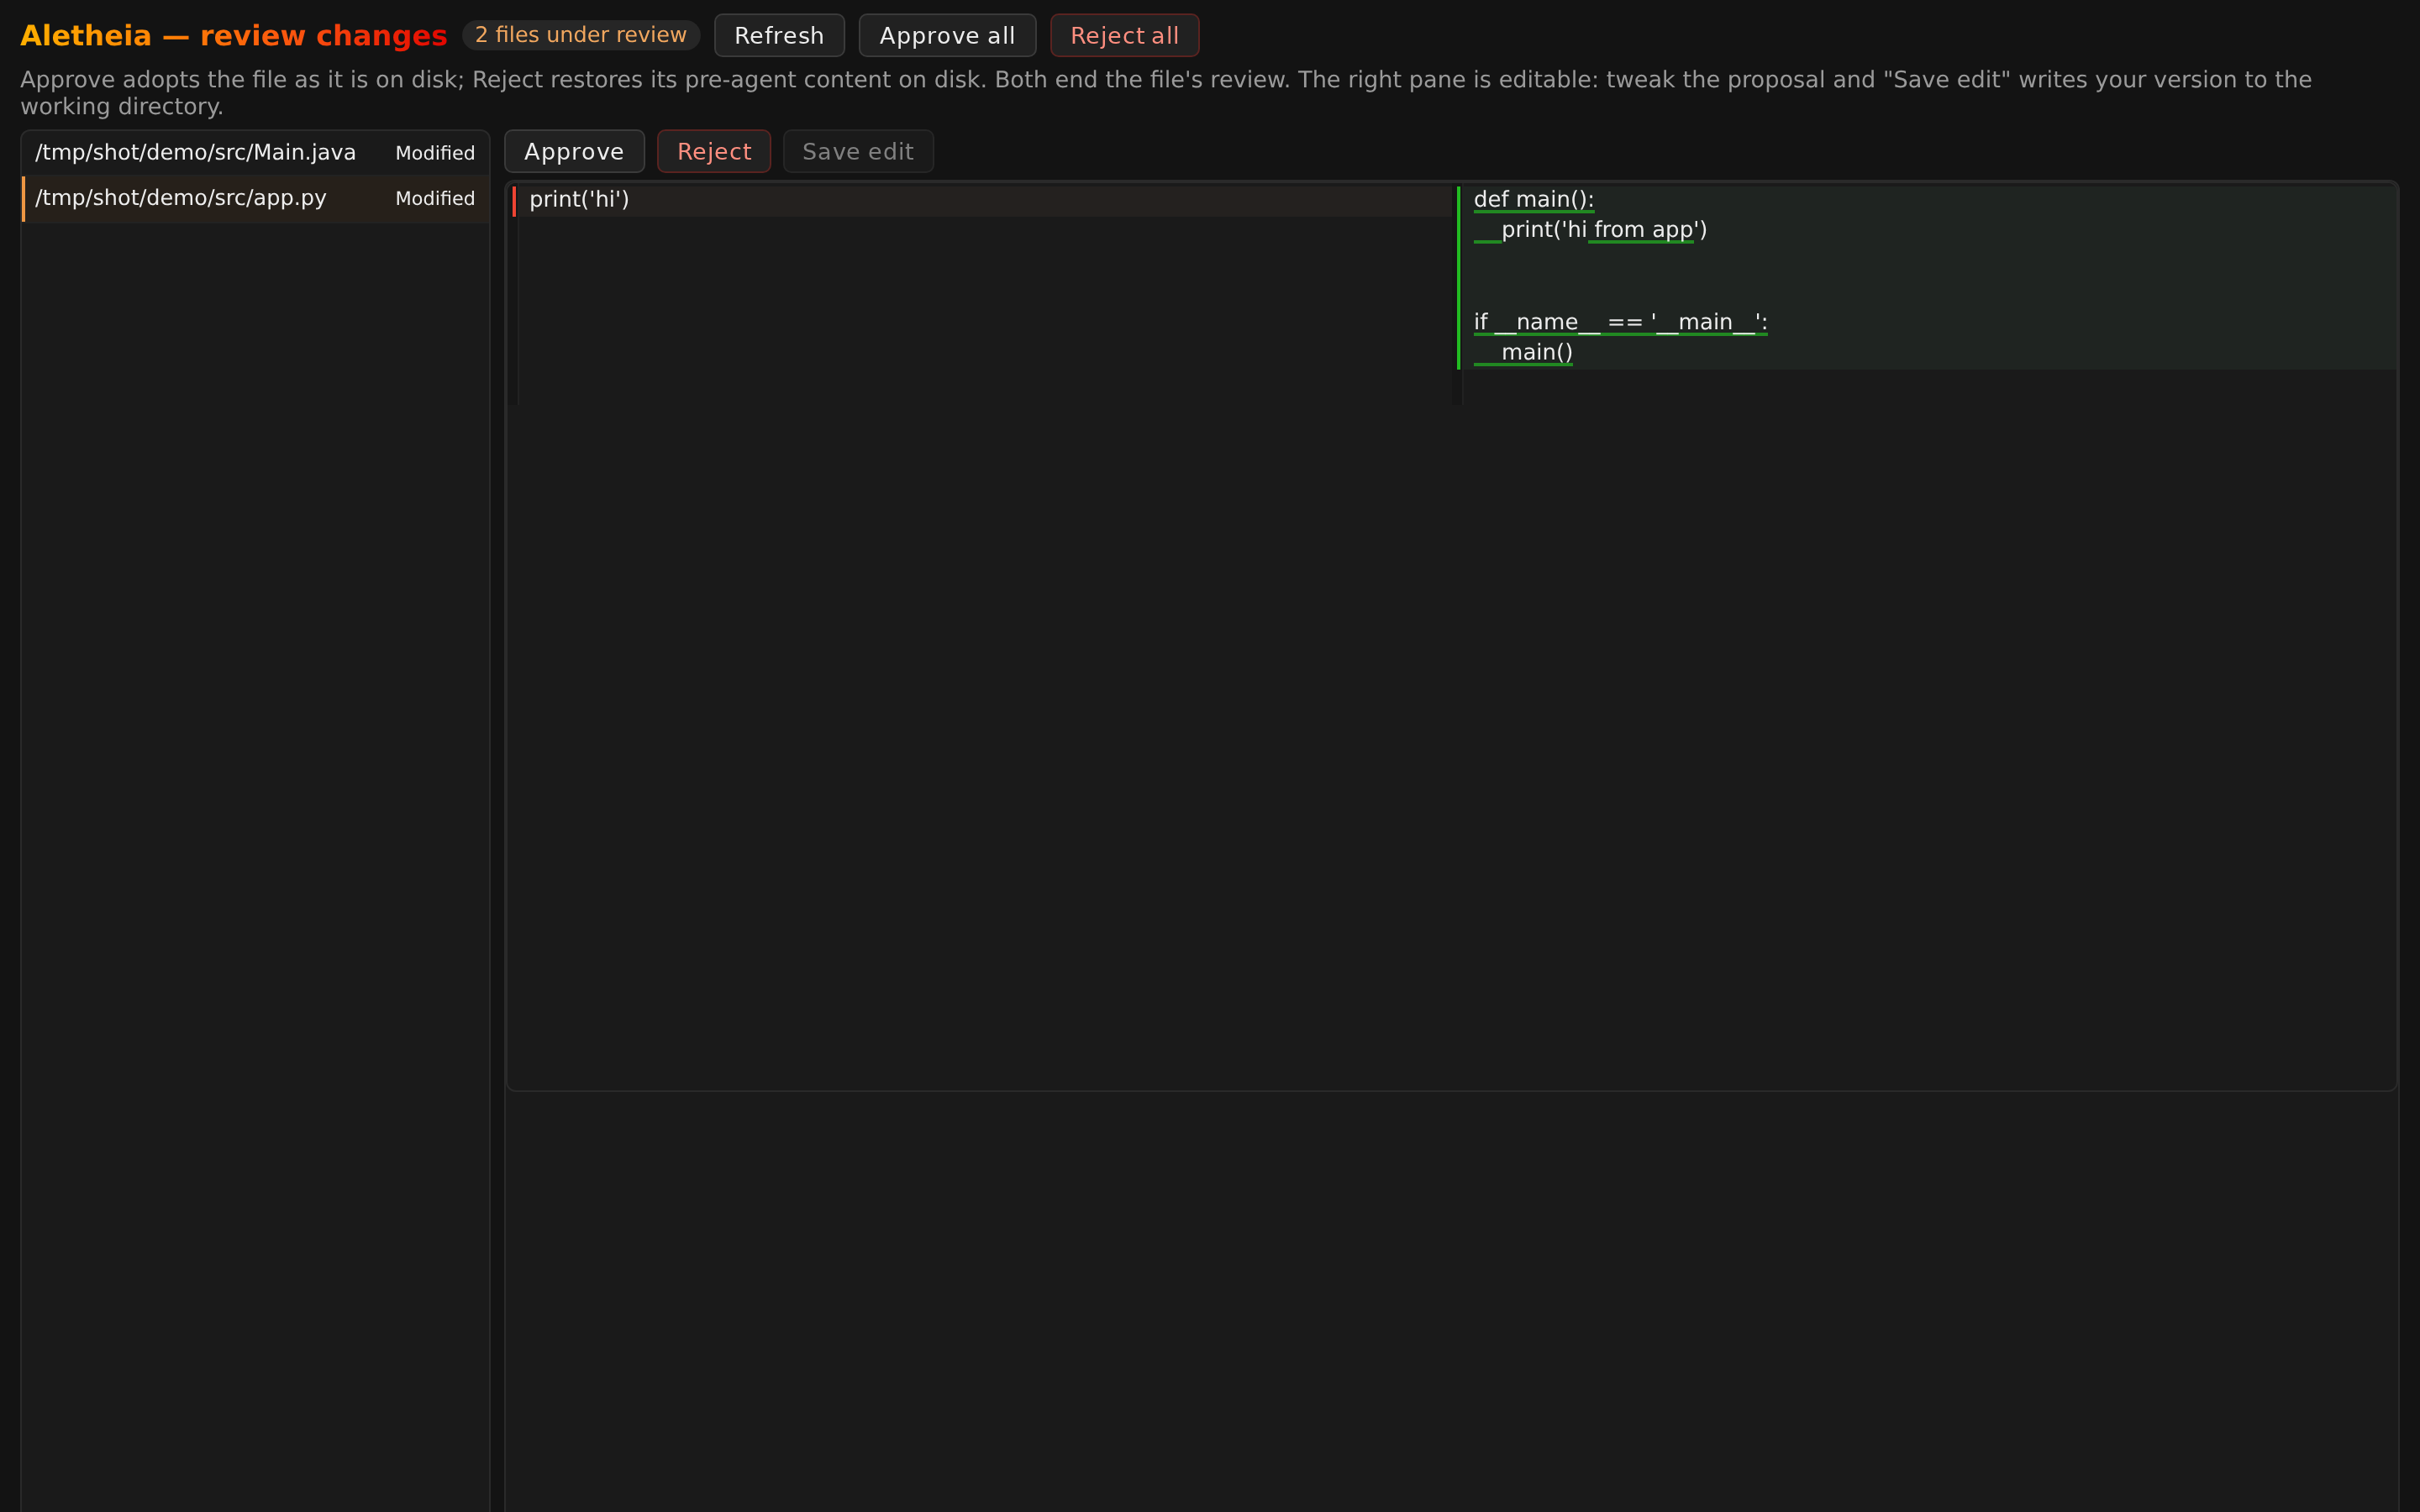 Aletheia — review changes 2 files under review Refresh Approve all Reject all
Approve adopts the file as it is on disk; Reject restores its pre-agent content on disk. Both end the file's review. The right pane is editable: tweak the proposal and "Save edit" writes your version to the
working directory.
/tmp/shot/demo/src/Main.java Modified
/tmp/shot/demo/src/app.py Modified
Approve Reject Save edit
print('hi')
def main():
    print('hi from app')
if __name__ == '__main__':
    main()